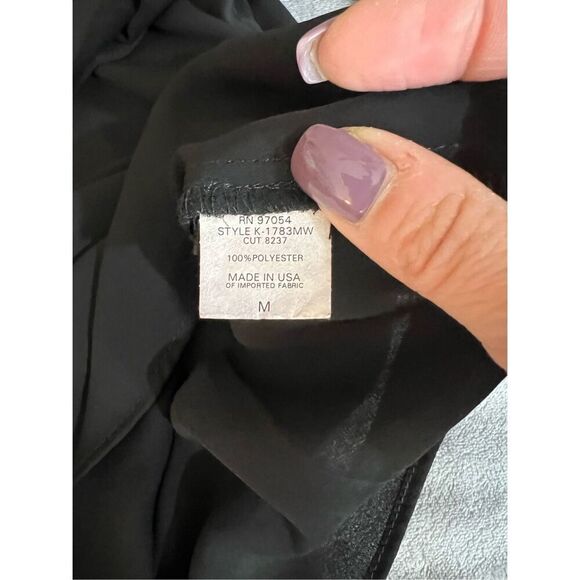 RN 97054
STYLE K-1783MW
CUT 8237
100%POLYESTER
MADE IN USA
OF IMPORTED FABRIC
M